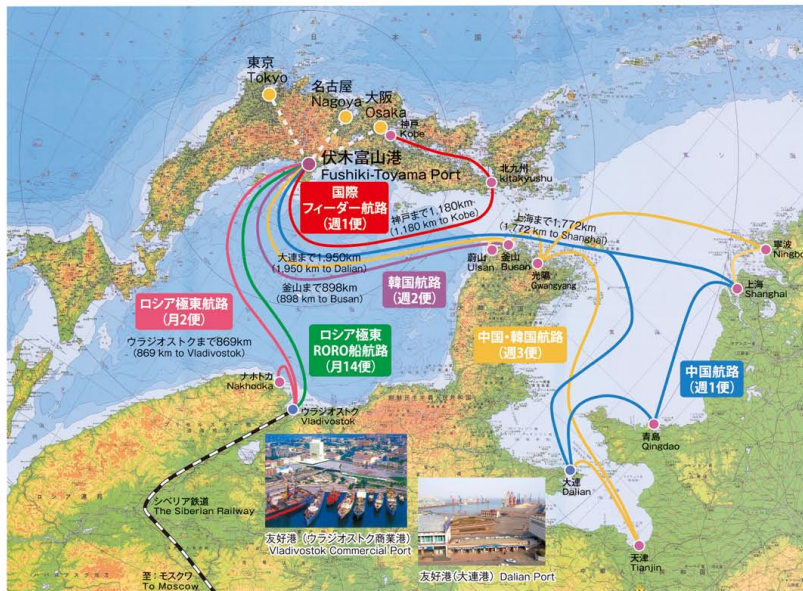 日本国
東京
Tokyo
名古屋
Nagoya
大阪
Osaka
神戸
Kobe
伏木富山港
Fushiki-Toyama Port
北九州
kitakyushu
国際
フィーダー航路
(週1便)
神戸まで1,180km
(1,180 km to Kobe)
上海まで1,772km
(1,772 km to Shanghai)
寧波
Ningbo
大連まで1,950km
(1,950 km to Dalian)
蔚山
Ulsan
釜山
Busan
光陽
Gwangyang
上海
Shanghai
釜山まで898km
(898 km to Busan)
韓国航路
(週2便)
ロシア極東航路
(月2便)
ウラジオストクまで869km
(869 km to Vladivostok)
ロシア極東
RORO船航路
(月14便)
中国・韓国航路
(週3便)
中国航路
(週1便)
ナホトカ
Nakhodka
ウラジオストク
Vladivostok
青島
Qingdao
大連
Dalian
シベリア鉄道
The Siberian Railway
友好港(ウラジオストク商業港)
Vladivostok Commercial Port
友好港(大連港) Dalian Port
天津
Tianjin
至:モスクワ
To Moscow